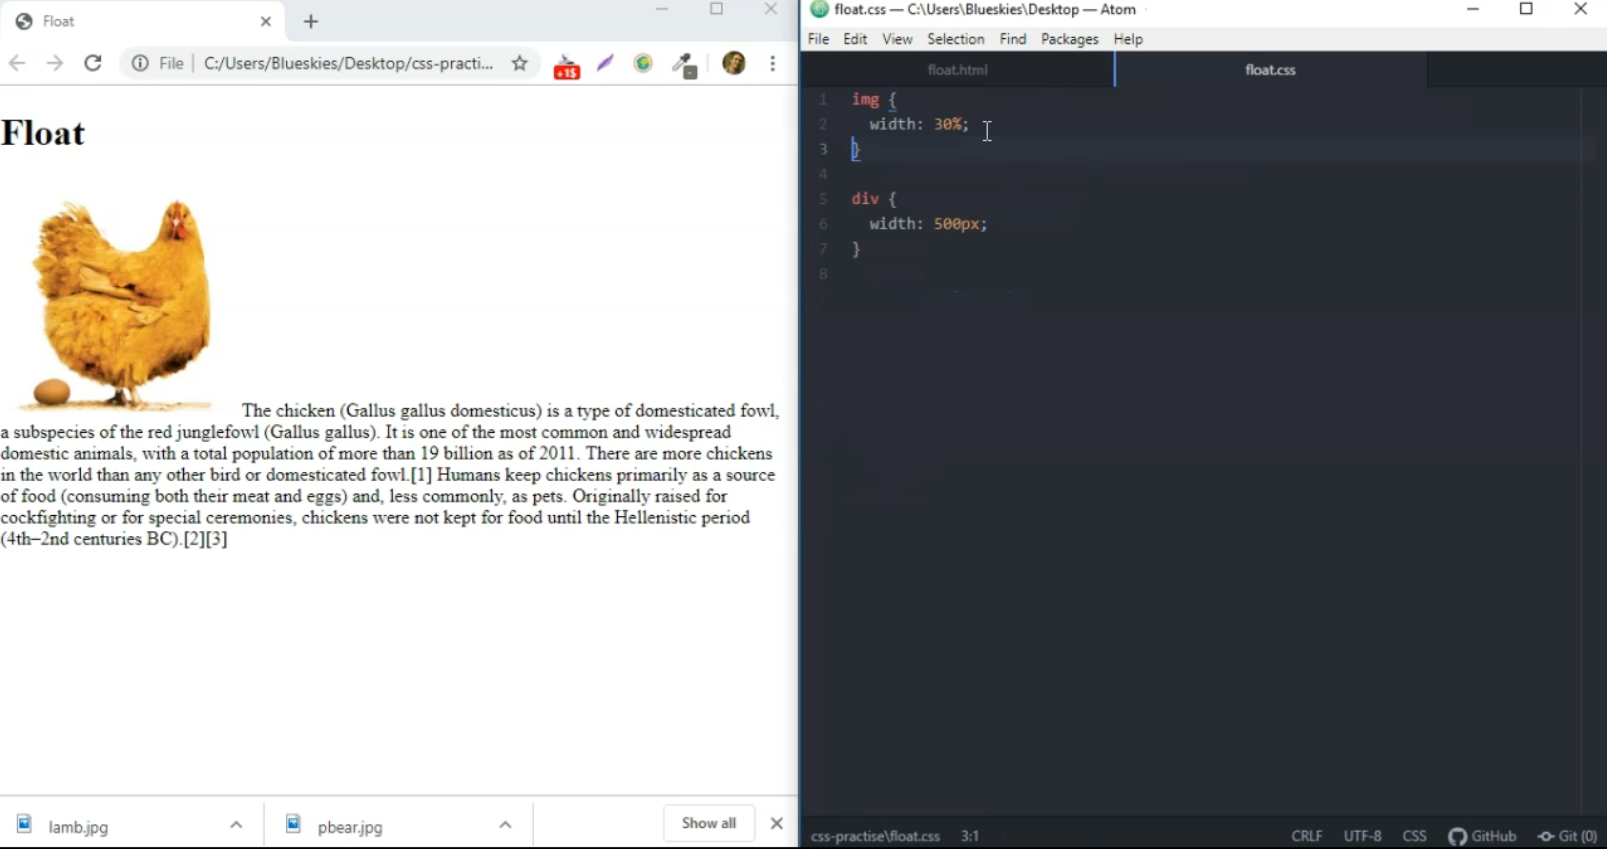 Float
File C:/Users/Blueskies/Desktop/css-practi...
+1$
Float
The chicken (Gallus gallus domesticus) is a type of domesticated fowl,
a subspecies of the red junglefowl (Gallus gallus). It is one of the most common and widespread
domestic animals, with a total population of more than 19 billion as of 2011. There are more chickens
in the world than any other bird or domesticated fowl.[1] Humans keep chickens primarily as a source
of food (consuming both their meat and eggs) and, less commonly, as pets. Originally raised for
cockfighting or for special ceremonies, chickens were not kept for food until the Hellenistic period
(4th–2nd centuries BC).[2][3]
lamb.jpg
pbear.jpg
Show all
float.css — C:\Users\Blueskies\Desktop — Atom
File Edit View Selection Find Packages Help
float.html float.css
1 img {
2 width: 30%;
3 }
4
5 div {
6 width: 500px;
7 }
8
css-practise\float.css 3:1 CRLF UTF-8 CSS GitHub Git (0)